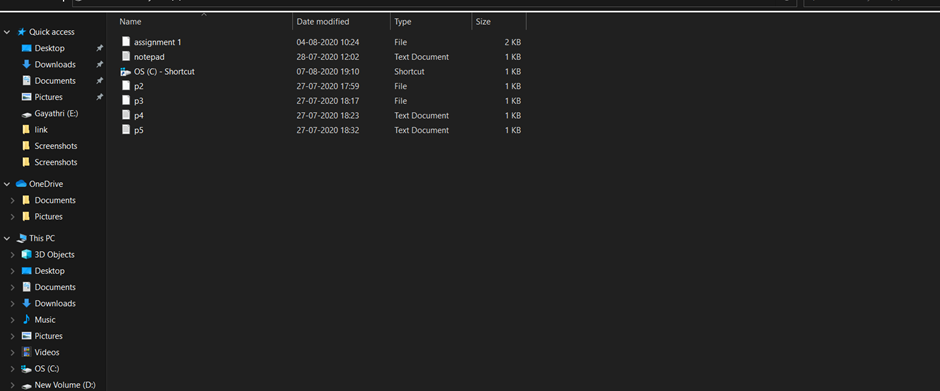 Name Date modified Type Size
Quick access
Desktop
Downloads
Documents
Pictures
Gayathri (E:)
link
Screenshots
Screenshots
OneDrive
Documents
Pictures
This PC
3D Objects
Desktop
Documents
Downloads
Music
Pictures
Videos
OS (C:)
New Volume (D:)
assignment 1 04-08-2020 10:24 File 2 KB
notepad 28-07-2020 12:02 Text Document 1 KB
OS (C) - Shortcut 07-08-2020 19:10 Shortcut 1 KB
p2 27-07-2020 17:59 File 1 KB
p3 27-07-2020 18:17 File 1 KB
p4 27-07-2020 18:23 Text Document 1 KB
p5 27-07-2020 18:32 Text Document 1 KB